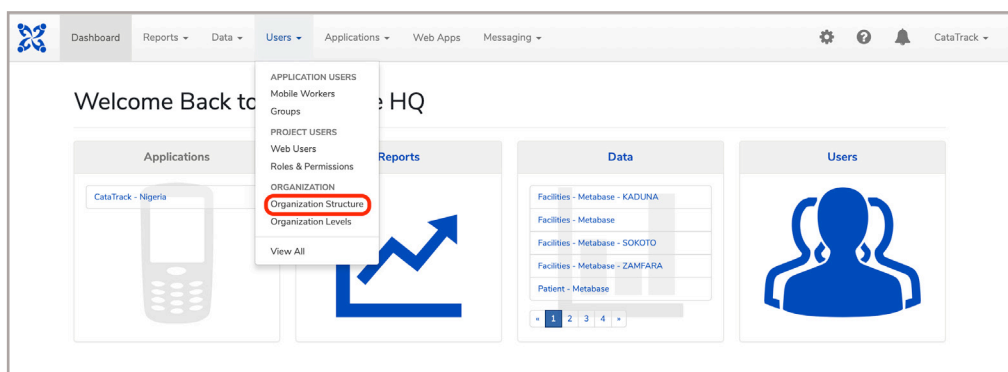 Dashboard Reports Data Users Applications Web Apps Messaging CataTrack
APPLICATION USERS
Mobile Workers
Groups
PROJECT USERS
Web Users
Roles & Permissions
ORGANIZATION
Organization Structure
Organization Levels
View All
Welcome Back to HQ
Applications
CataTrack - Nigeria
Reports
Data
Facilities - Metabase - KADUNA
Facilities - Metabase
Facilities - Metabase - SOKOTO
Facilities - Metabase - ZAMFARA
Patient - Metabase
« 1 2 3 4 »
Users